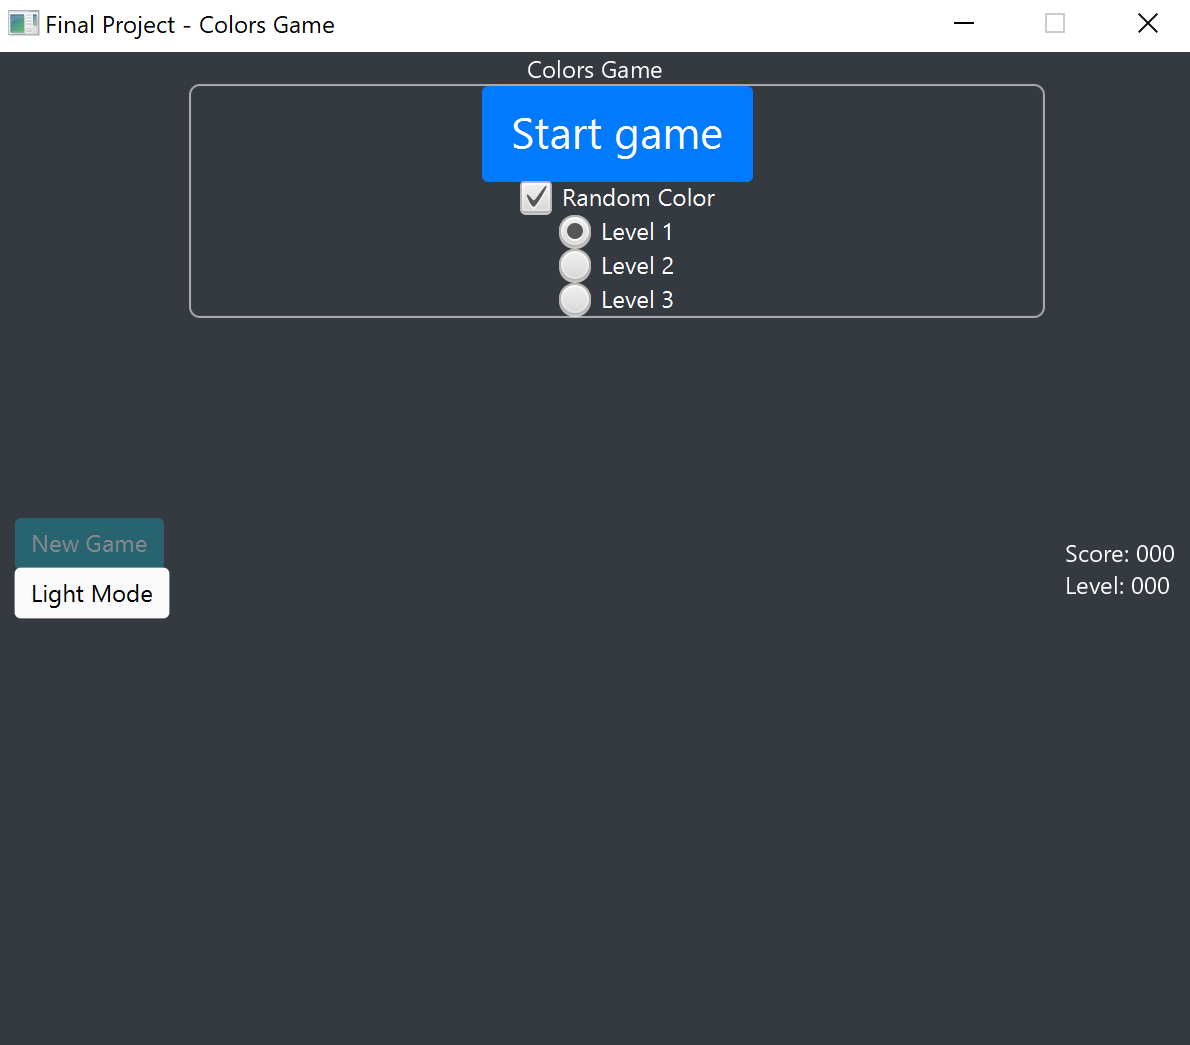 Final Project - Colors Game
Colors Game
Start game
Random Color
Level 1
Level 2
Level 3
New Game
Light Mode
Score: 000
Level: 000